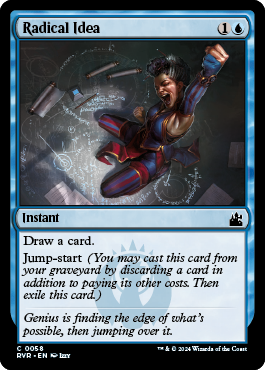 Radical Idea 1
Instant
Draw a card.
Jump-start (You may cast this card from
your graveyard by discarding a card in
addition to paying its other costs. Then
exile this card.)
Genius is finding the edge of what's
possible, then jumping over it.
C 0058
RVR • EN Izzy
™ & © 2024 Wizards of the Coast